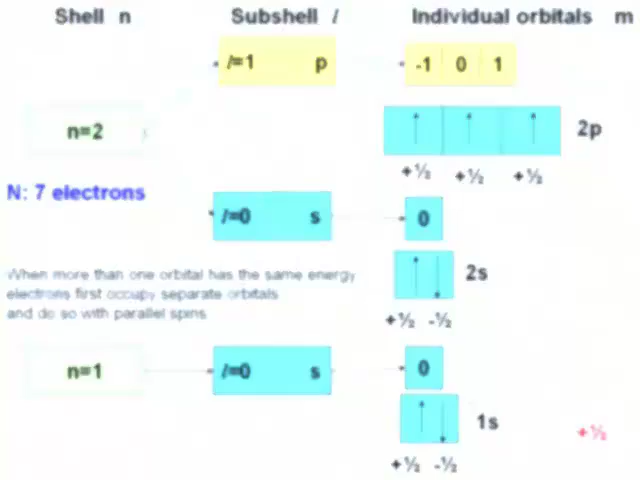 Shell n Subshell l Individual orbitals m
l=1 p -1 0 1
n=2 2p
+½ +½ +½
N: 7 electrons
l=0 s 0
When more than one orbital has the same energy
electrons first occupy separate orbitals
and do so with parallel spins
2s
+½ -½
n=1 l=0 s 0
1s
+½
+½ -½